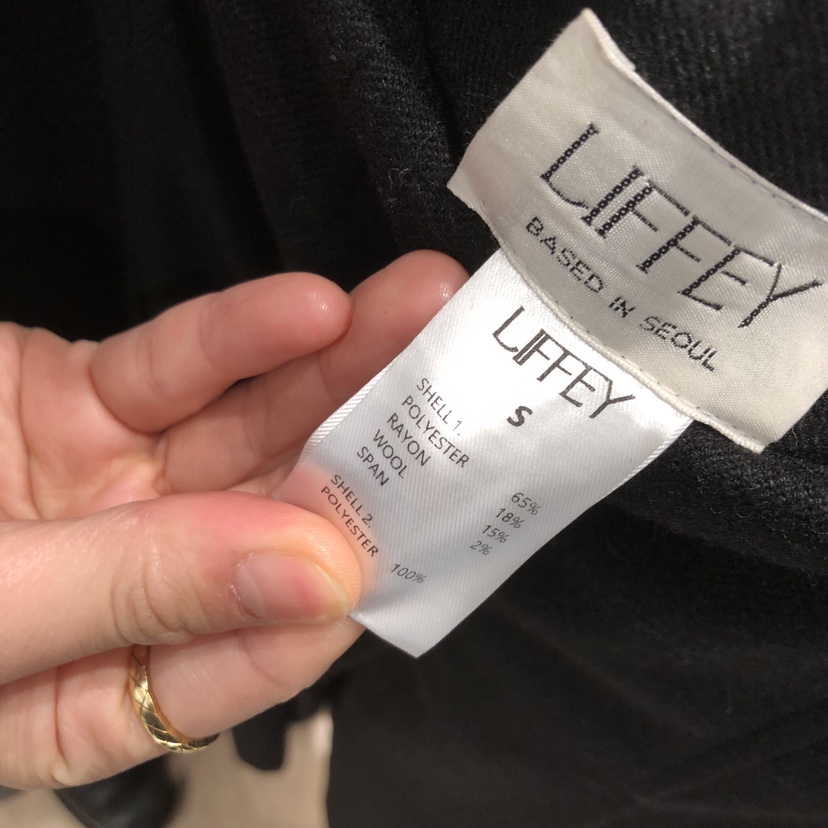 LIFFEY
BASED IN SEOUL
LIFFEY
S
SHELL 1.
POLYESTER 65%
RAYON 18%
WOOL 15%
SPAN 2%
SHELL 2.
POLYESTER 100%